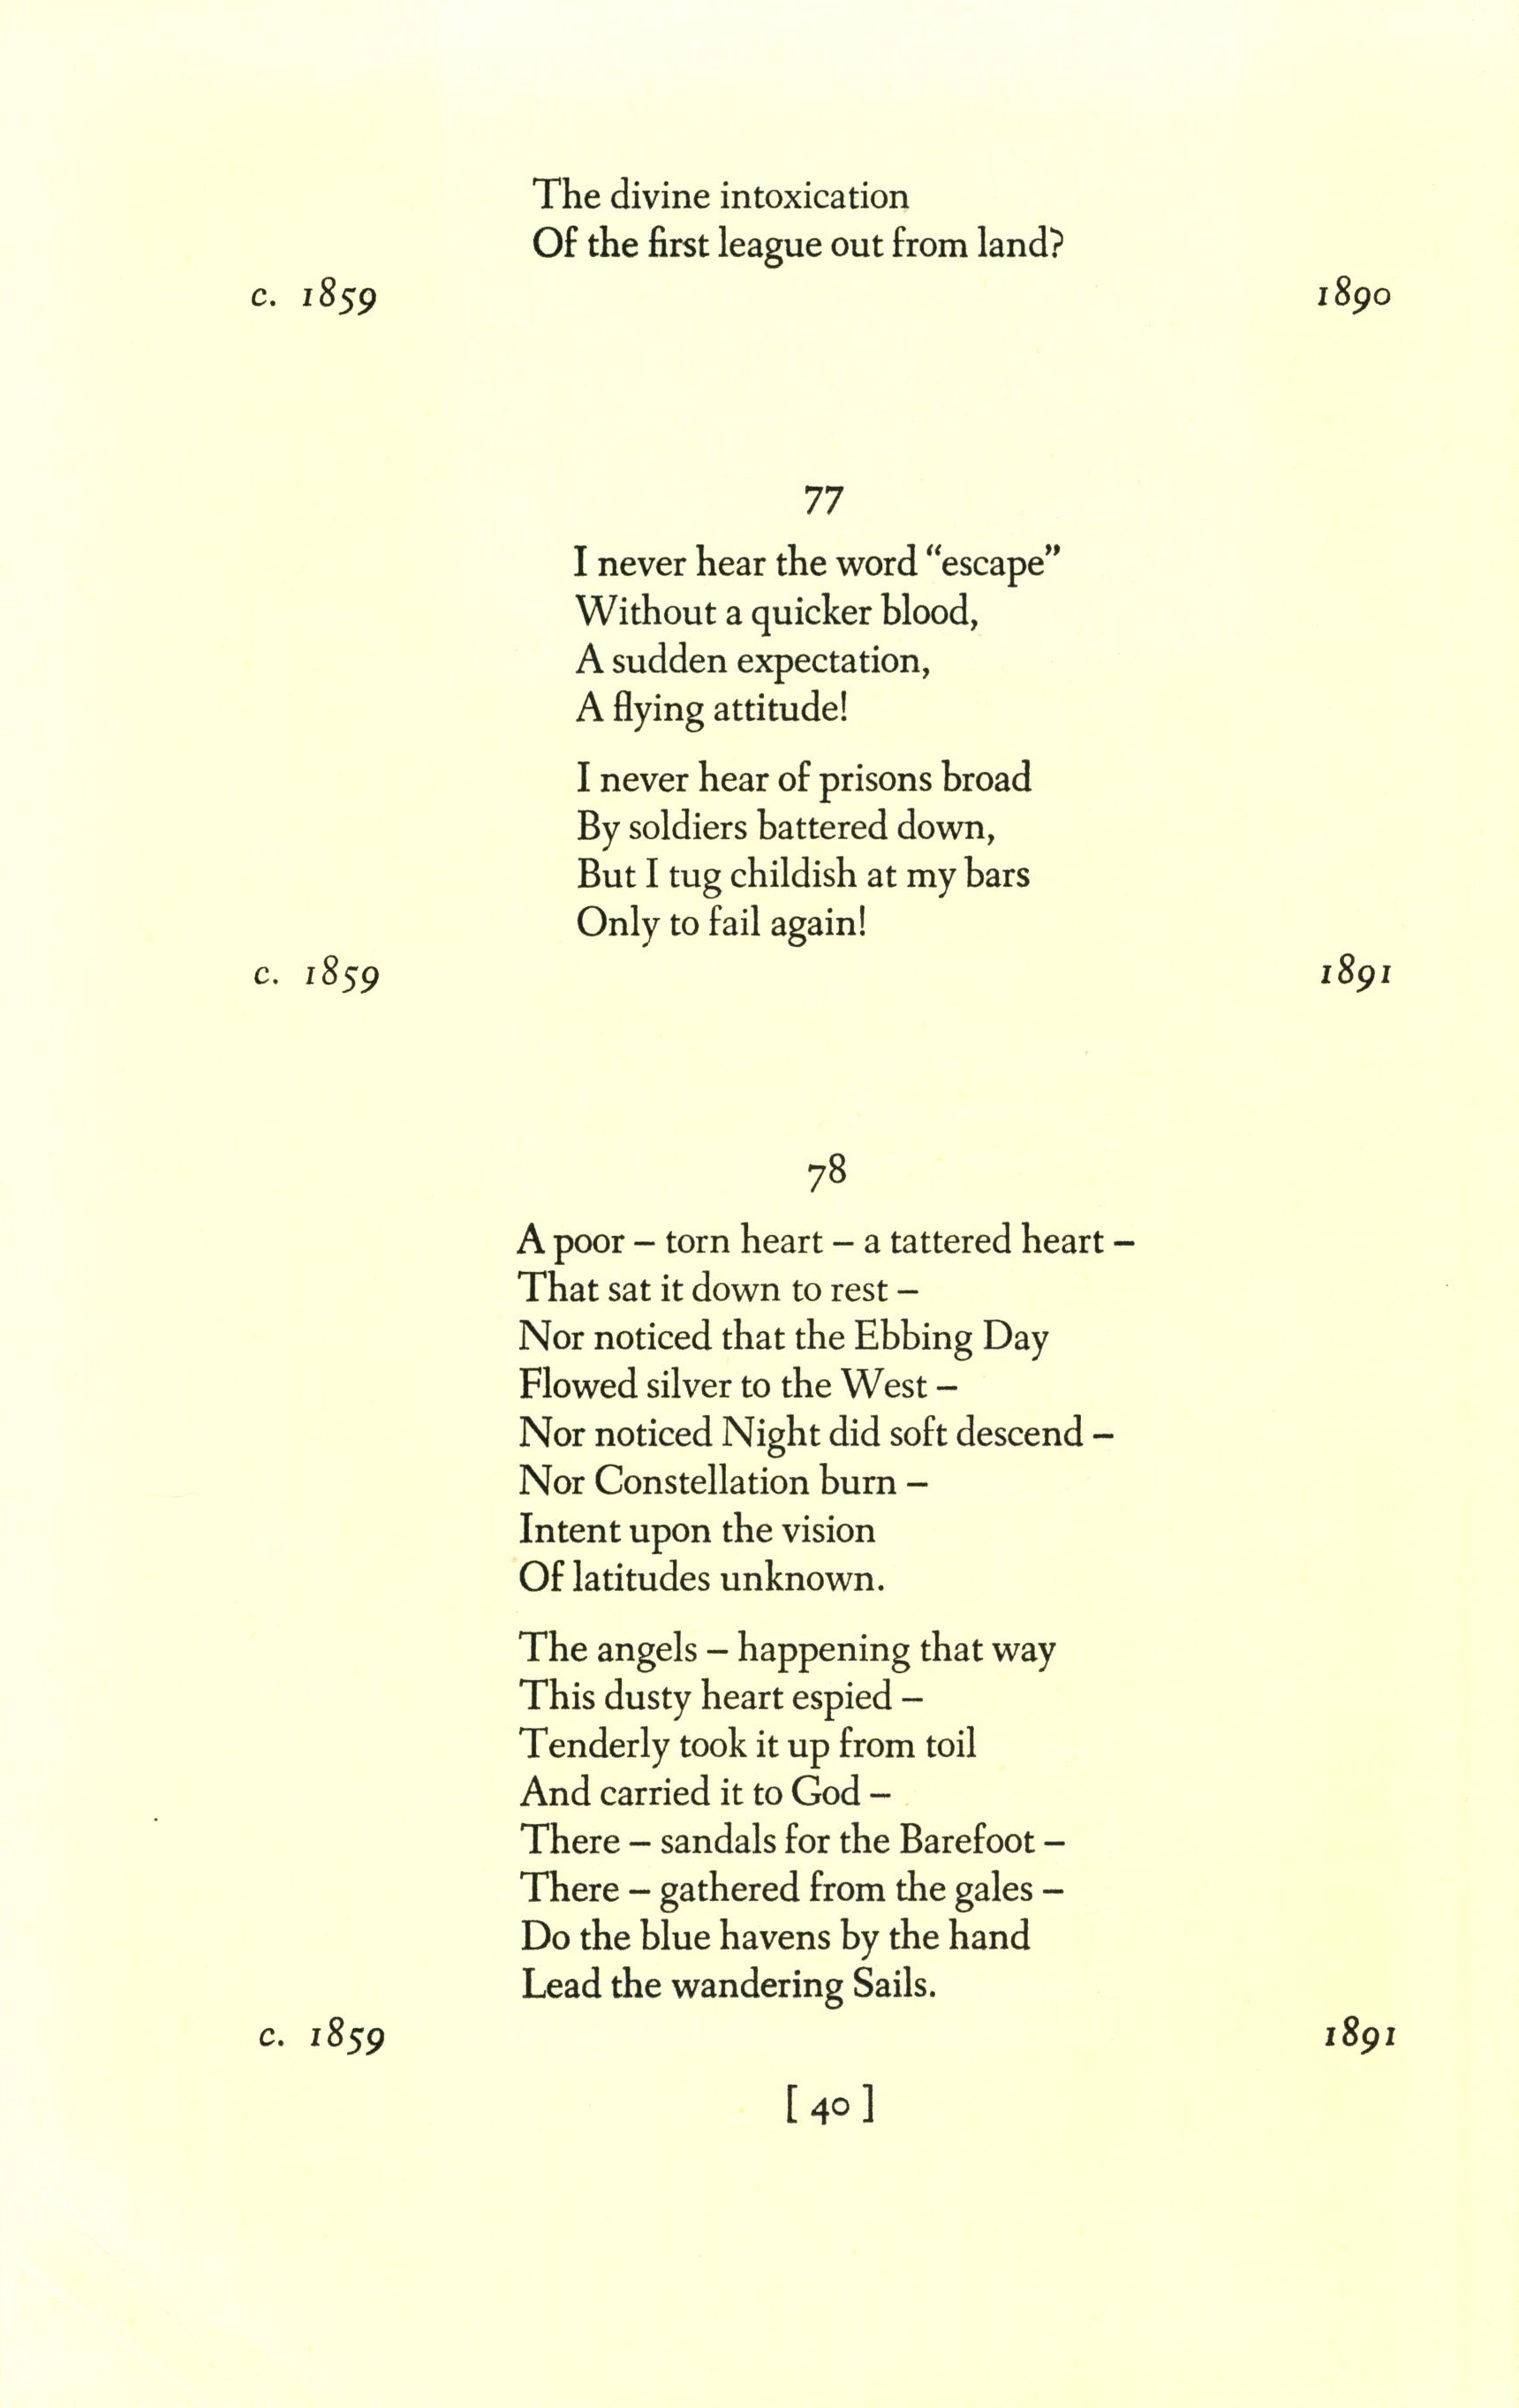 The divine intoxication
Of the first league out from land?
c. 1859 1890
77
I never hear the word “escape”
Without a quicker blood,
A sudden expectation,
A flying attitude!
I never hear of prisons broad
By soldiers battered down,
But I tug childish at my bars
Only to fail again!
c. 1859 1891
78
A poor – torn heart – a tattered heart –
That sat it down to rest –
Nor noticed that the Ebbing Day
Flowed silver to the West –
Nor noticed Night did soft descend –
Nor Constellation burn –
Intent upon the vision
Of latitudes unknown.
The angels – happening that way
This dusty heart espied –
Tenderly took it up from toil
And carried it to God –
There – sandals for the Barefoot –
There – gathered from the gales –
Do the blue havens by the hand
Lead the wandering Sails.
c. 1859 1891
[ 40 ]